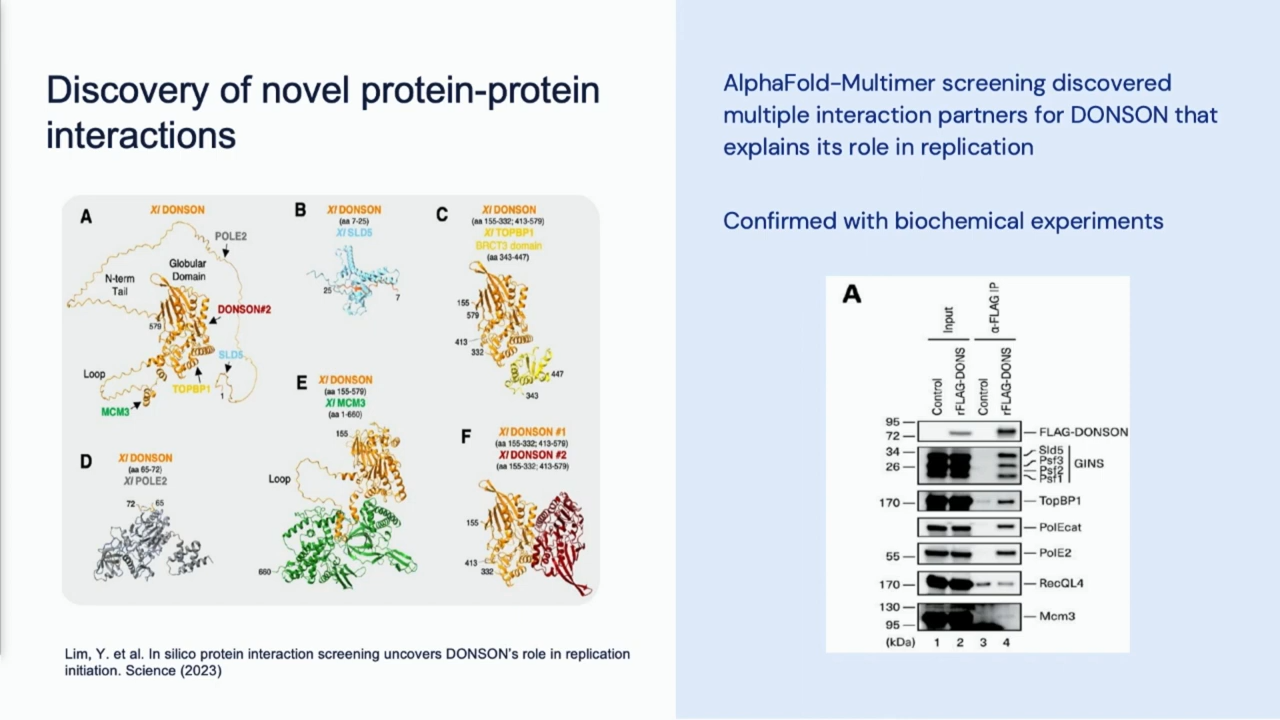 Discovery of novel protein-protein
interactions
A
Xl DONSON
POLE2
N-term
Tail
Globular
Domain
DONSON#2
579
SLD5
Loop
TOPBP1
1
MCM3
B
Xl DONSON
(aa 7-25)
Xl SLD5
25
7
C
Xl DONSON
(aa 155-332; 413-579)
Xl TOPBP1
BRCT3 domain
(aa 343-447)
155
579
413
332
447
343
D
Xl DONSON
(aa 65-72)
Xl POLE2
72
65
E
Xl DONSON
(aa 155-579)
Xl MCM3
(aa 1-660)
155
Loop
660
F
Xl DONSON #1
(aa 155-332; 413-579)
Xl DONSON #2
(aa 155-332; 413-579)
155
413
332
Lim, Y. et al. In silico protein interaction screening uncovers DONSON's role in replication
initiation. Science (2023)
AlphaFold-Multimer screening discovered
multiple interaction partners for DONSON that
explains its role in replication
Confirmed with biochemical experiments
A
Input
α-FLAG IP
Control
rFLAG-DONS
Control
rFLAG-DONS
95
72
FLAG-DONSON
34
26
Sld5
Psf3
Psf2
Psf1
GINS
170
TopBP1
PolEcat
55
PolE2
170
RecQL4
130
95
Mcm3
(kDa) 1 2 3 4